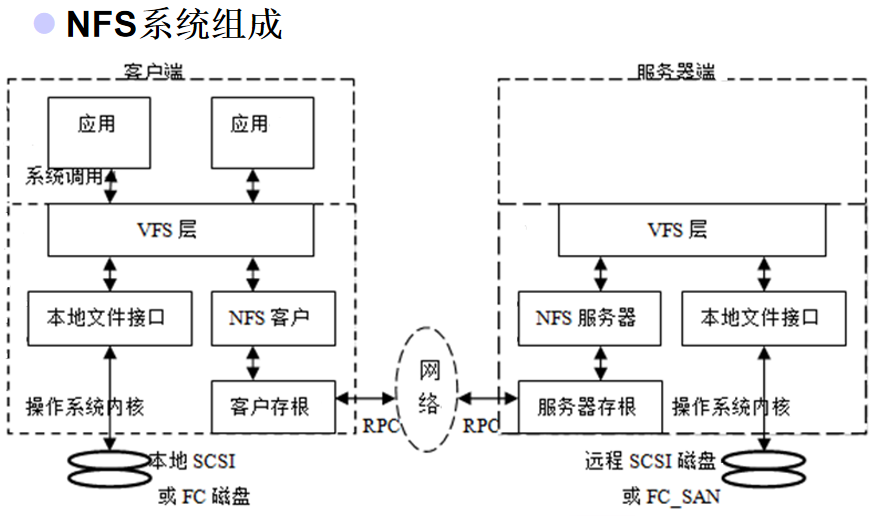 NFS系统组成
客户端
服务器端
应用
应用
系统调用
VFS 层
VFS 层
本地文件接口
NFS 客户
NFS 服务器
本地文件接口
网络
操作系统内核
客户存根
服务器存根
操作系统内核
RPC
RPC
本地 SCSI
或 FC 磁盘
远程 SCSI 磁盘
或 FC_SAN